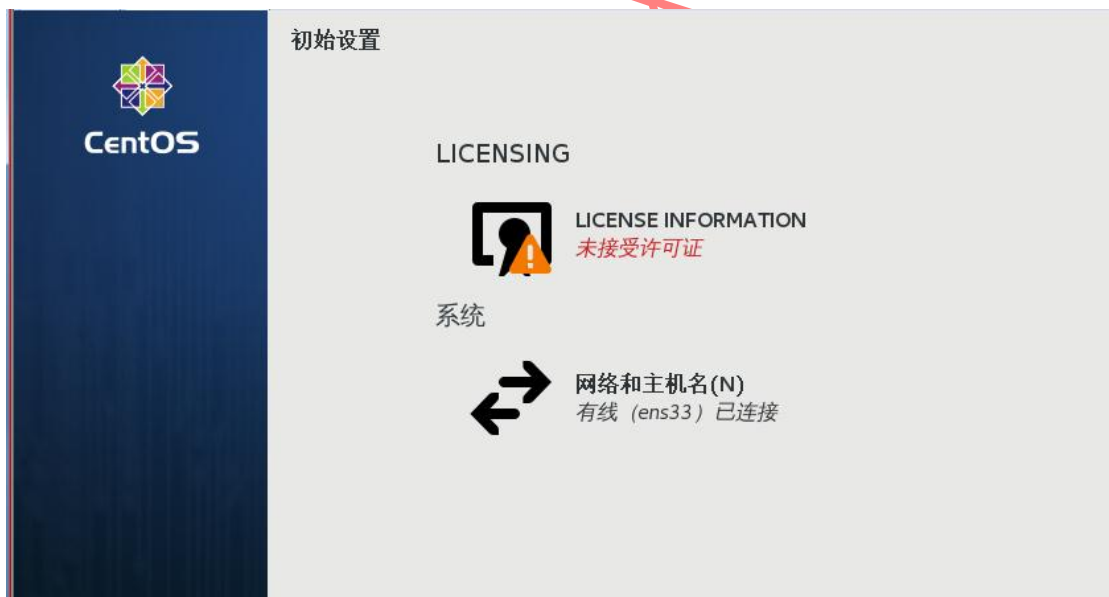 初始设置
CentOS
LICENSING
LICENSE INFORMATION
未接受许可证
系统
网络和主机名(N)
有线（ens33）已连接